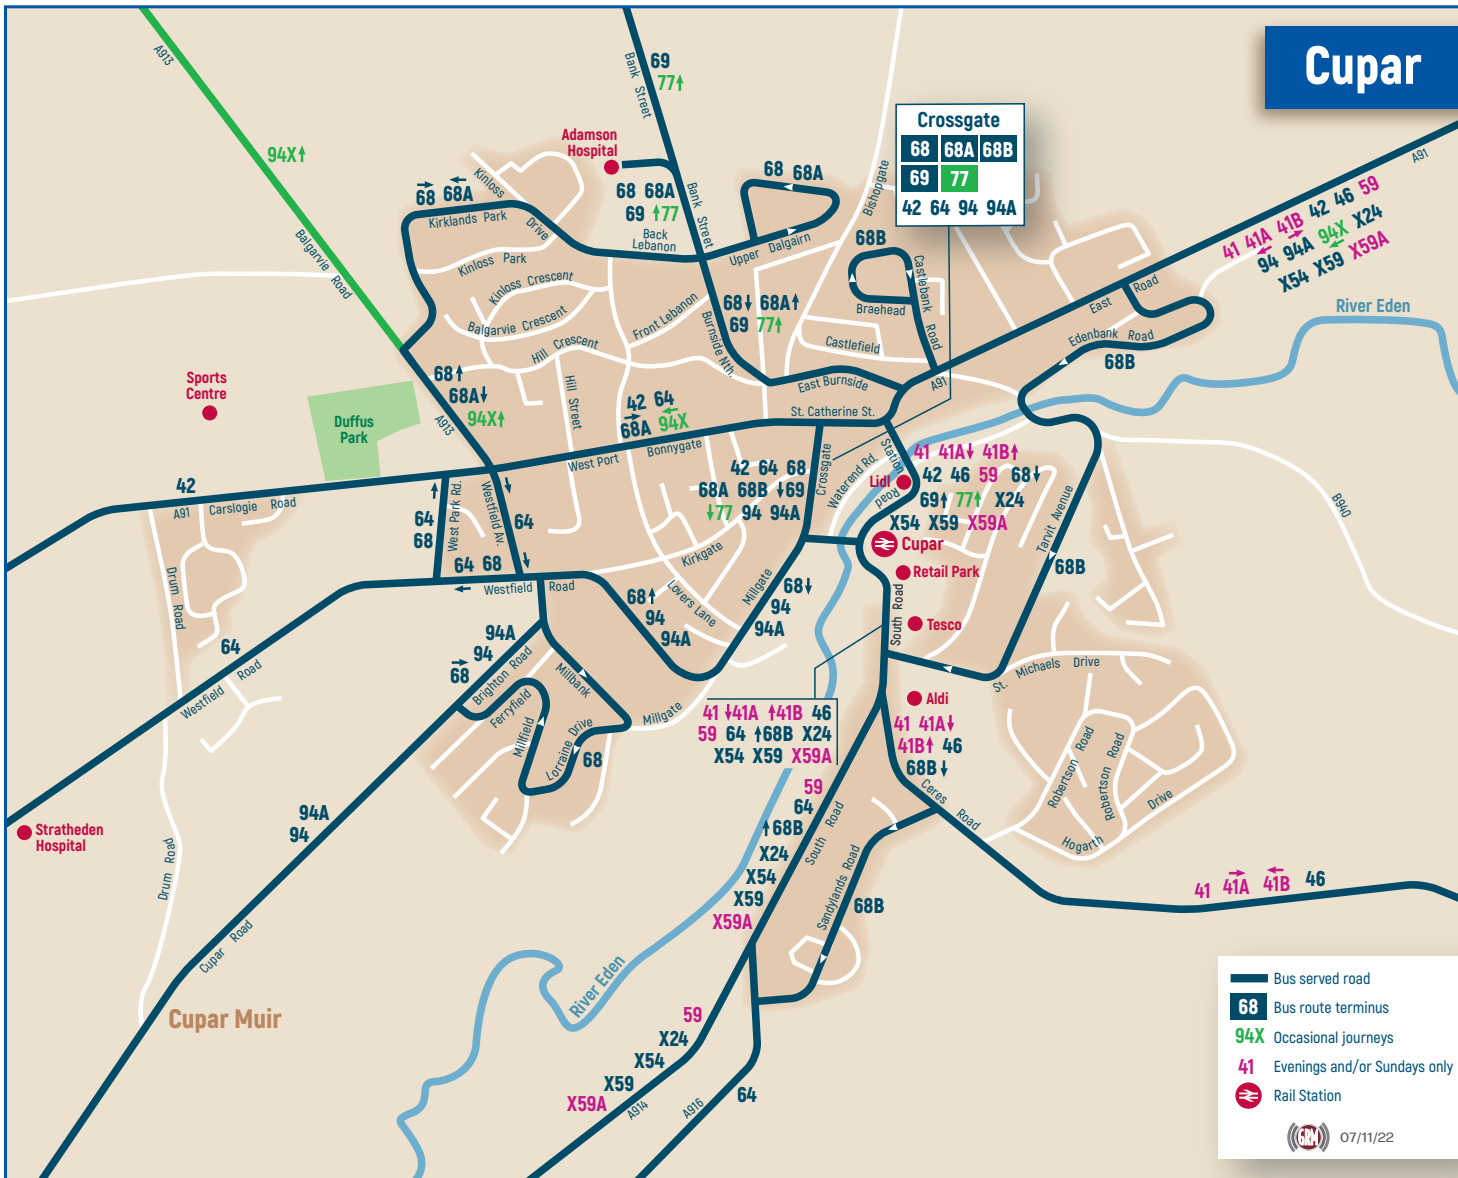 Cupar
A913
69
77↑
Bank Street
94X↑
Adamson
Hospital
Kinloss
Drive
68 68A
Kirklands Park
68 68A
69 ↑77
Back
Lebanon
Bank Street
68 68A
Upper Dalgairn
Bishopgate
Crossgate
68 68A 68B
69 77
42 64 94 94A
A91
41 41A 41B 42 46 59
94 94A 94X X24
X54 X59 X59A
River Eden
Balgarvie Road
Kinloss Park
Kinloss Crescent
Balgarvie Crescent
Front Lebanon
Hill Crescent
Hill Street
68↓ 68A↑
69 77↑
Burnside Nth.
68B
Braehead
Castlebank Road
Castlefield
East Road
Edenbank Road
68B
A91
East Burnside
St. Catherine St.
Sports
Centre
Duffus
Park
68↑
68A↓
94X↑
A913
42 64
68A 94X
West Port
Bonnygate
42
A91 Carslogie Road
64
68
West Park Rd.
Westfield Av.
64
64 68
Westfield Road
42 64 68
68A 68B ↓69
↓77 94 94A
Crossgate
Waterend Rd.
Station
Road
Lidl
41 41A↓ 41B↑
42 46 59 68↓
69↑ 77↑ X24
X54 X59 X59A
Cupar
Retail Park
Tesco
South Road
Tarvit Avenue
68B
B940
Drum Road
Kirkgate
Lovers Lane
Millgate
68↓
94
94A
68↑
94
94A
64
Westfield Road
94A
94
68
Brighton Road
Ferryfield
Millbank
Millfield
Lorraine Drive
68
Millgate
St. Michaels Drive
Aldi
41 41A↓
41B↑ 46
68B↓
Ceres Road
41 ↓41A ↑41B 46
59 64 ↑68B X24
X54 X59 X59A
59
64
↑68B
X24
X54
X59
X59A
South Road
Sandylands Road
68B
Robertson Road
Robertson Road
Hogarth Drive
41 41A 41B 46
Stratheden
Hospital
Drum Road
94A
94
Cupar Road
Cupar Muir
River Eden
59
X24
X54
X59
X59A
A914
A916
64
Bus served road
68 Bus route terminus
94X Occasional journeys
41 Evenings and/or Sundays only
Rail Station
GRM 07/11/22